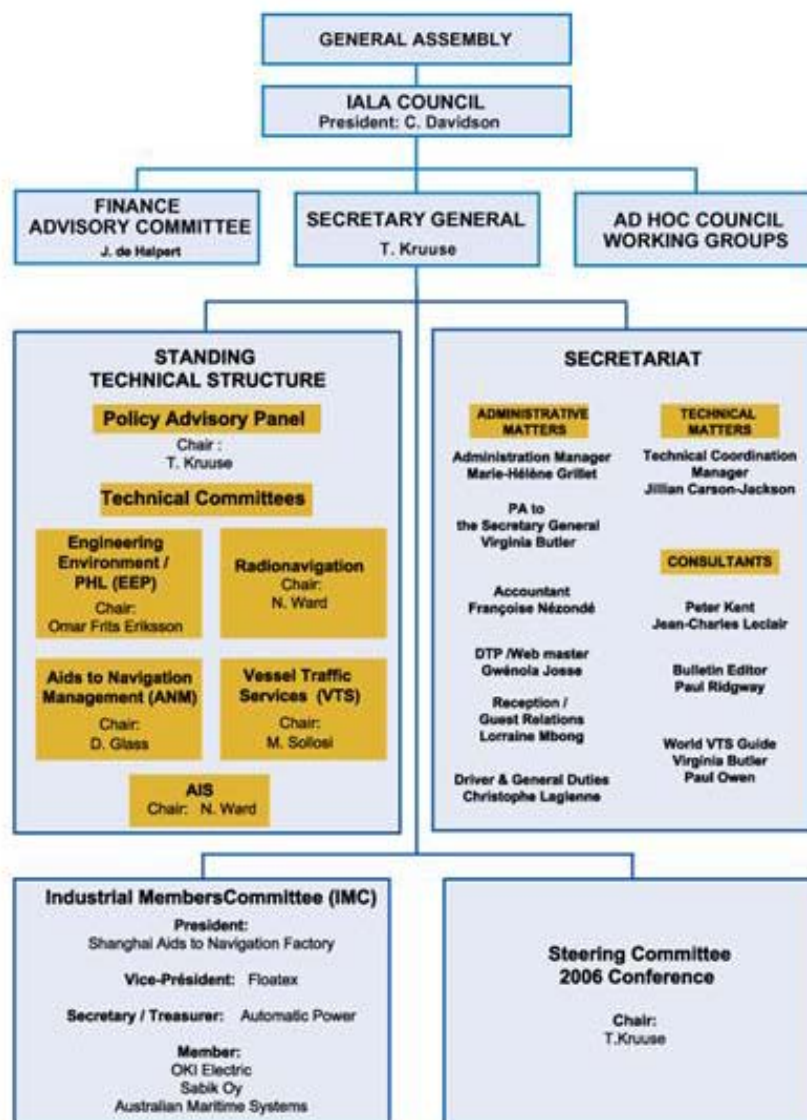 GENERAL ASSEMBLY
IALA COUNCIL
President: C. Davidson
FINANCE
ADVISORY COMMITTEE
J. de Halpert
SECRETARY GENERAL
T. Kruuse
AD HOC COUNCIL
WORKING GROUPS
STANDING
TECHNICAL STRUCTURE
Policy Advisory Panel
Chair :
T. Kruuse
Technical Committees
Engineering
Environment /
PHL (EEP)
Chair:
Omar Frits Eriksson
Radionavigation
Chair:
N. Ward
Aids to Navigation
Management (ANM)
Chair:
D. Glass
Vessel Traffic
Services (VTS)
Chair:
M. Sollosi
AIS
Chair: N. Ward
SECRETARIAT
ADMINISTRATIVE
MATTERS
Administration Manager
Marie-Hélène Grillet
PA to
the Secretary General
Virginia Butler
Accountant
Françoise Nézondé
DTP /Web master
Gwénola Josse
Reception /
Guest Relations
Lorraine Mbong
Driver & General Duties
Christophe Lagienne
TECHNICAL
MATTERS
Technical Coordination
Manager
Jillian Carson-Jackson
CONSULTANTS
Peter Kent
Jean-Charles Leclair
Bulletin Editor
Paul Ridgway
World VTS Guide
Virginia Butler
Paul Owen
Industrial MembersCommittee (IMC)
President:
Shanghai Aids to Navigation Factory
Vice-Président: Floatex
Secretary / Treasurer: Automatic Power
Member:
OKI Electric
Sabik Oy
Australian Maritime Systems
Steering Committee
2006 Conference
Chair:
T.Kruuse